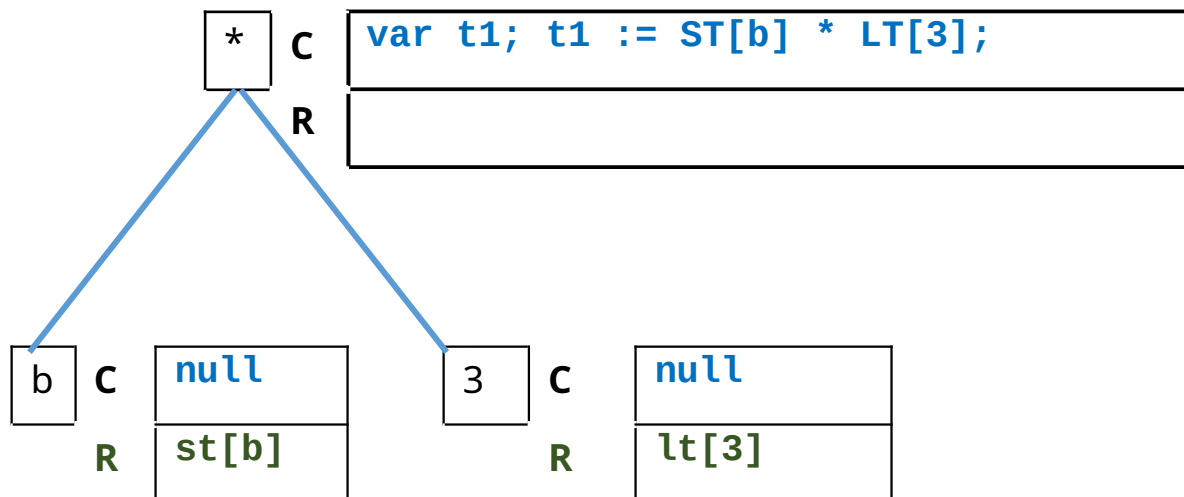 * C var t1; t1 := ST[b] * LT[3];
R
b C null 3 C null
R st[b] R lt[3]